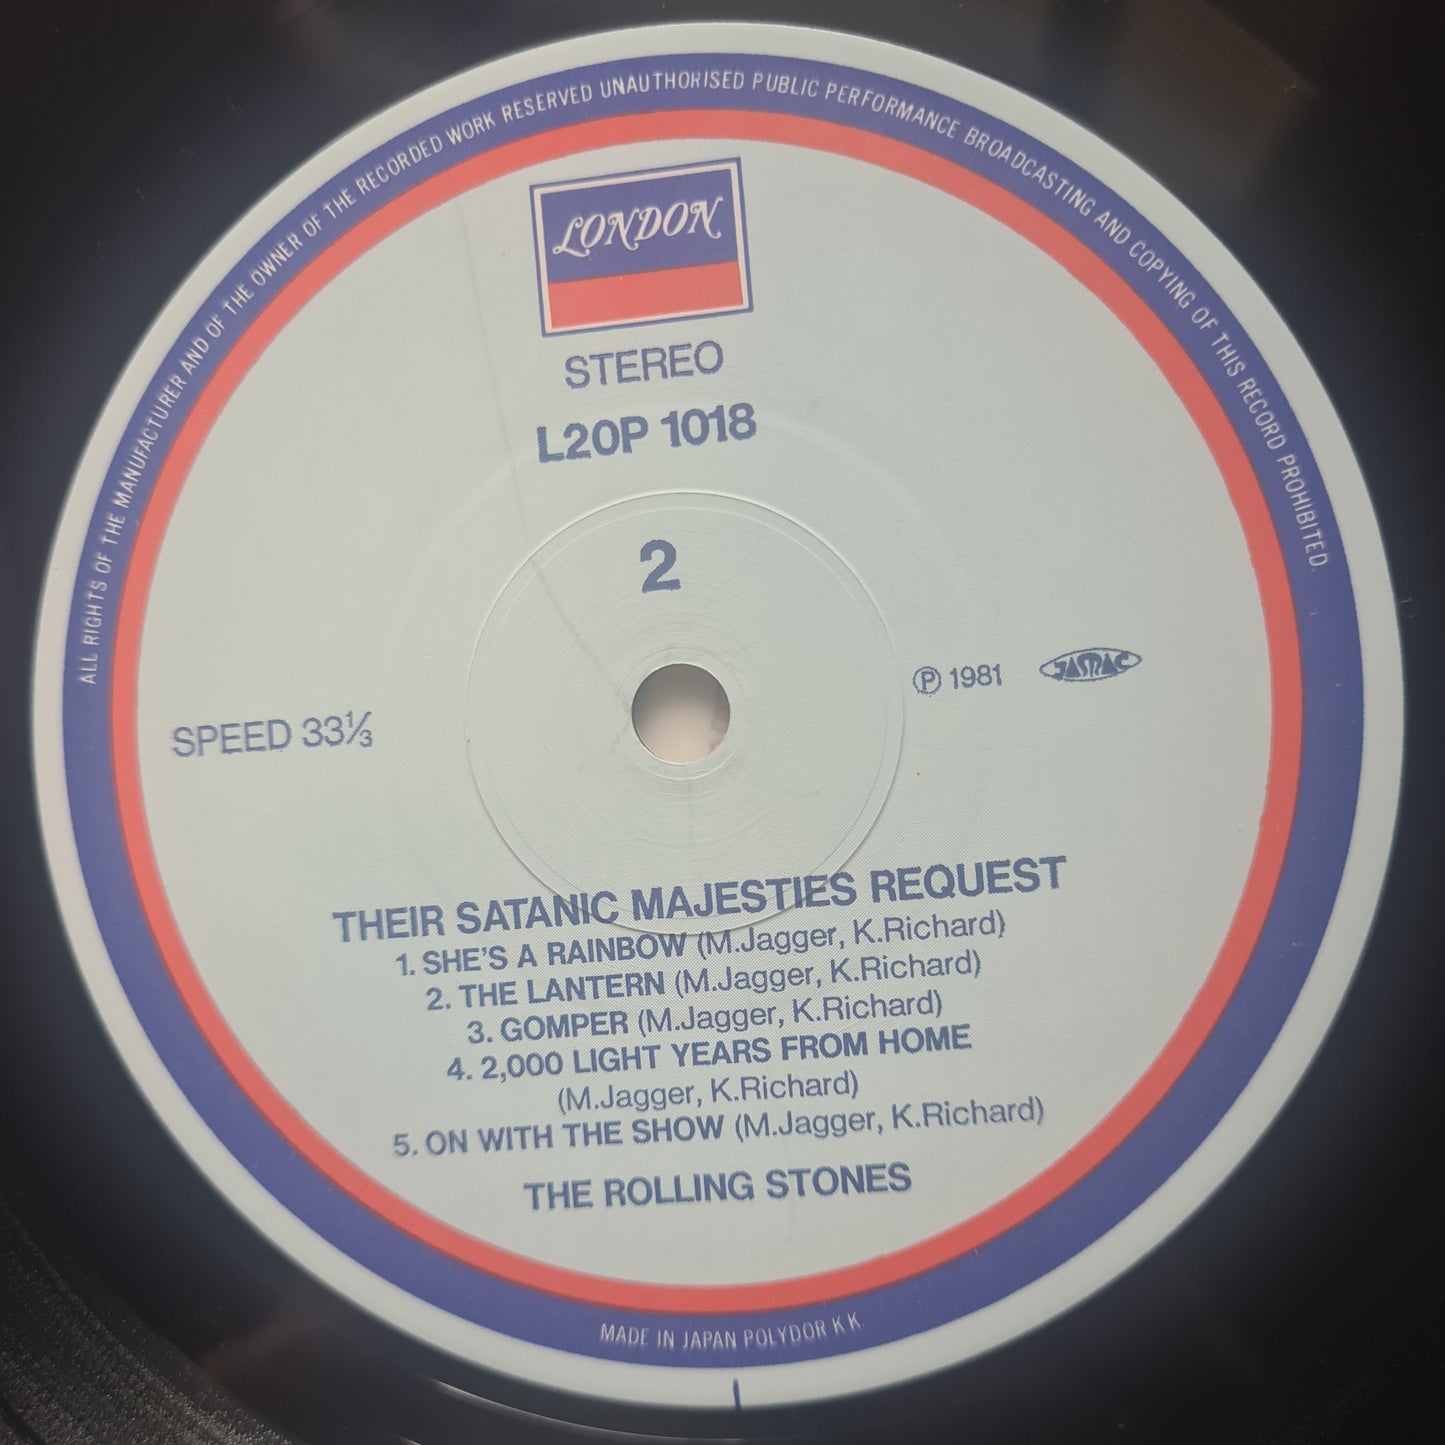 ALL RIGHTS OF THE MANUFACTURER AND OF THE OWNER OF THE RECORDED WORK RESERVED UNAUTHORISED PUBLIC PERFORMANCE BROADCASTING AND COPYING OF THIS RECORD PROHIBITED.
LONDON
STEREO
L20P 1018
2
Ⓟ 1981 JASRAC
SPEED 33⅓
THEIR SATANIC MAJESTIES REQUEST
1. SHE'S A RAINBOW (M.Jagger, K.Richard)
2. THE LANTERN (M.Jagger, K.Richard)
3. GOMPER (M.Jagger, K.Richard)
4. 2,000 LIGHT YEARS FROM HOME
(M.Jagger, K.Richard)
5. ON WITH THE SHOW (M.Jagger, K.Richard)
THE ROLLING STONES
MADE IN JAPAN POLYDOR K K